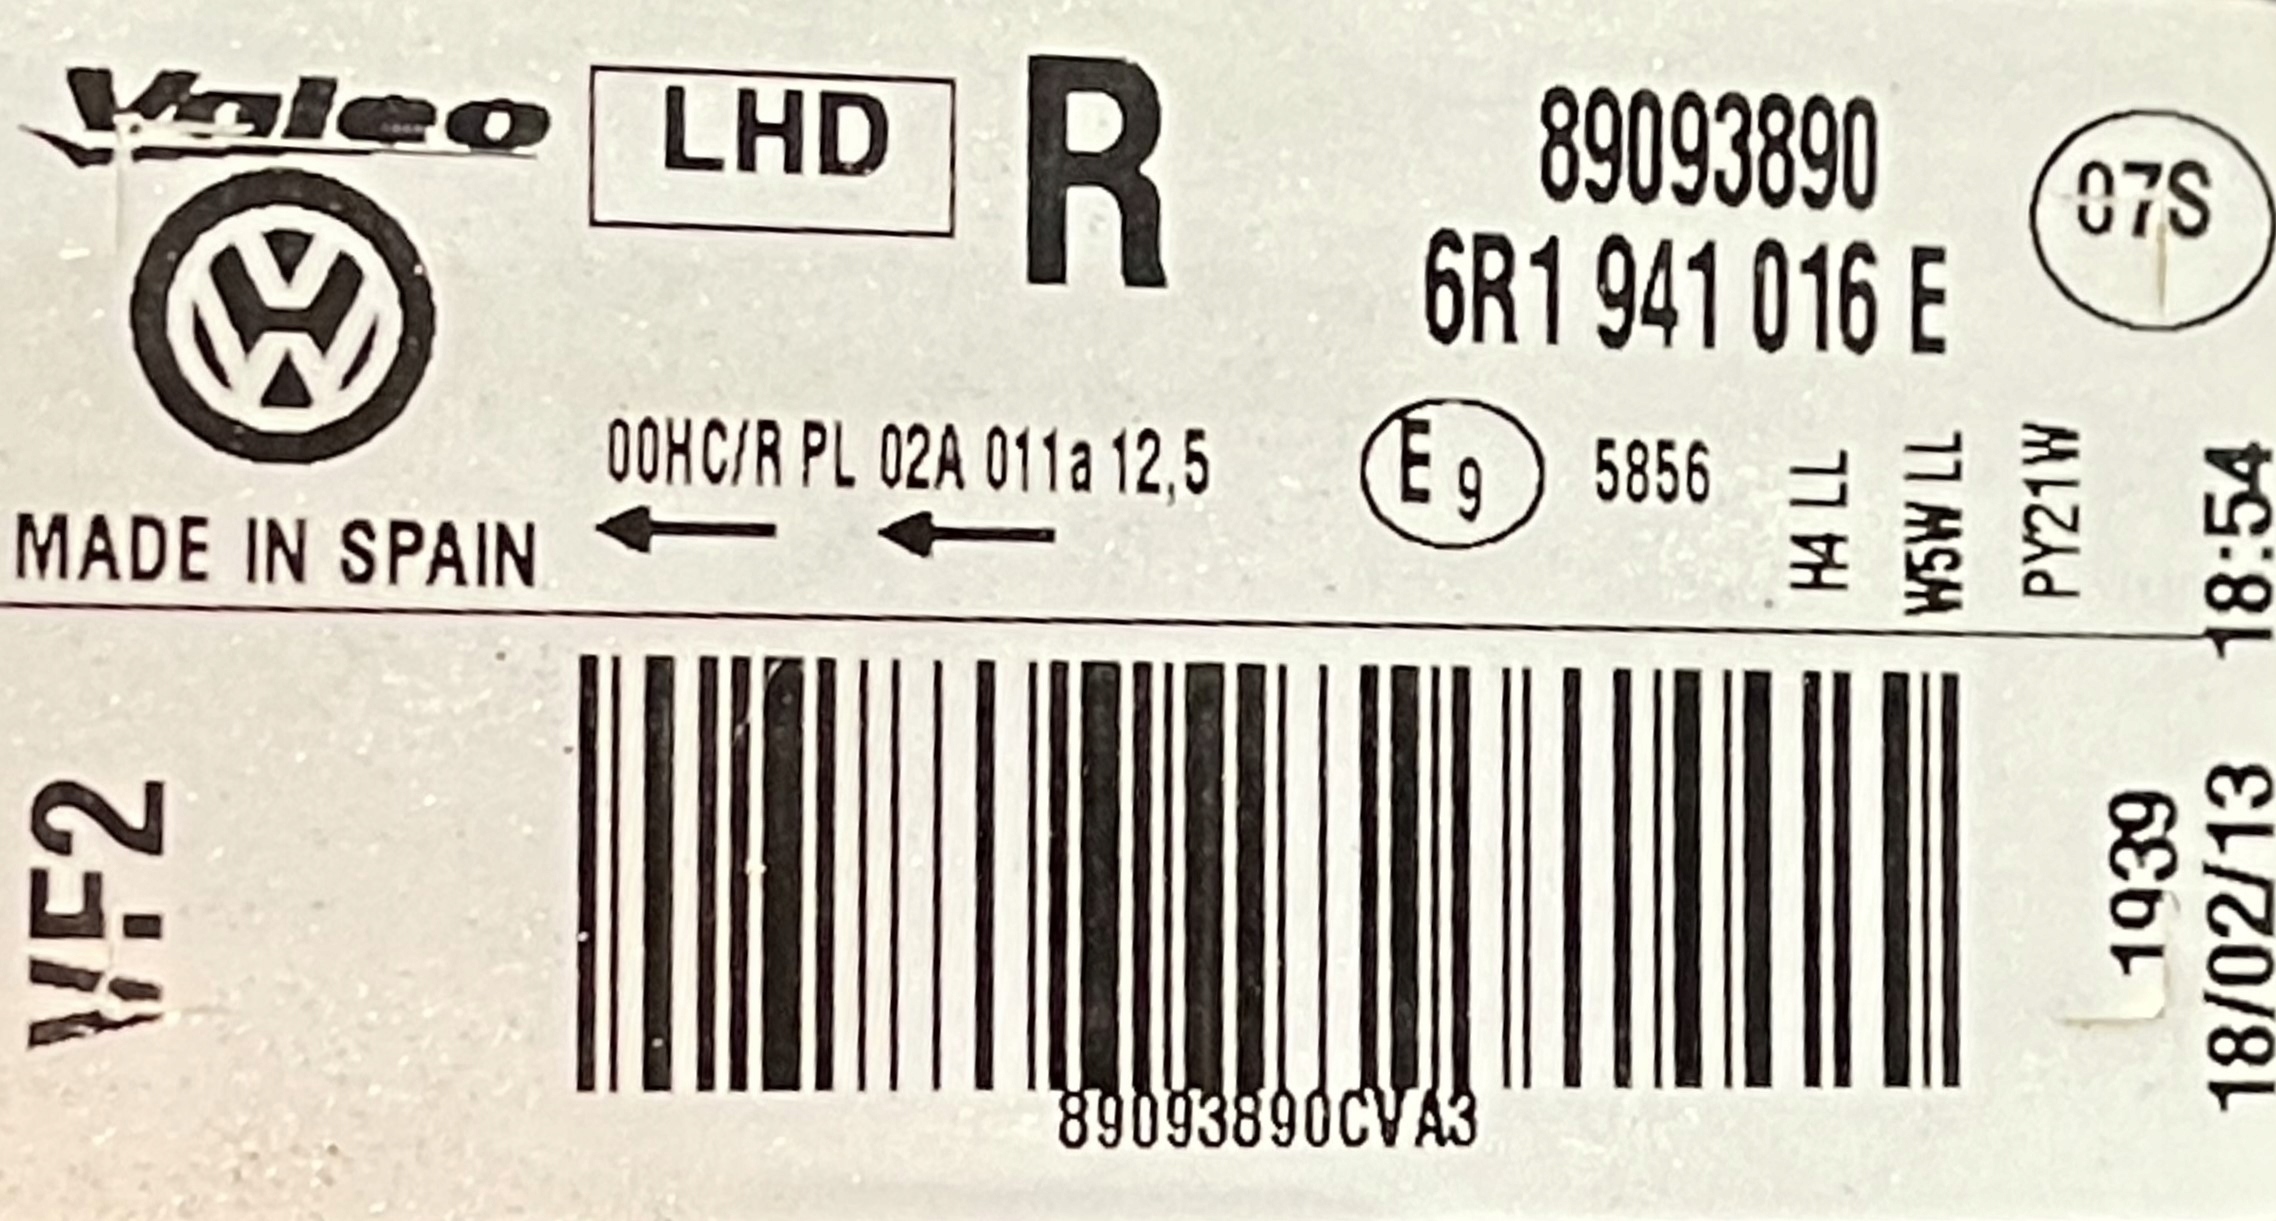 Valeo
LHD
R
89093890
6R1 941 016 E
07S
00HC/R PL 02A 011a 12,5
E 9
5856
H4 LL
W5W LL
PY21W
MADE IN SPAIN
VF2
89093890CVA3
1939
18/02/13 18:54